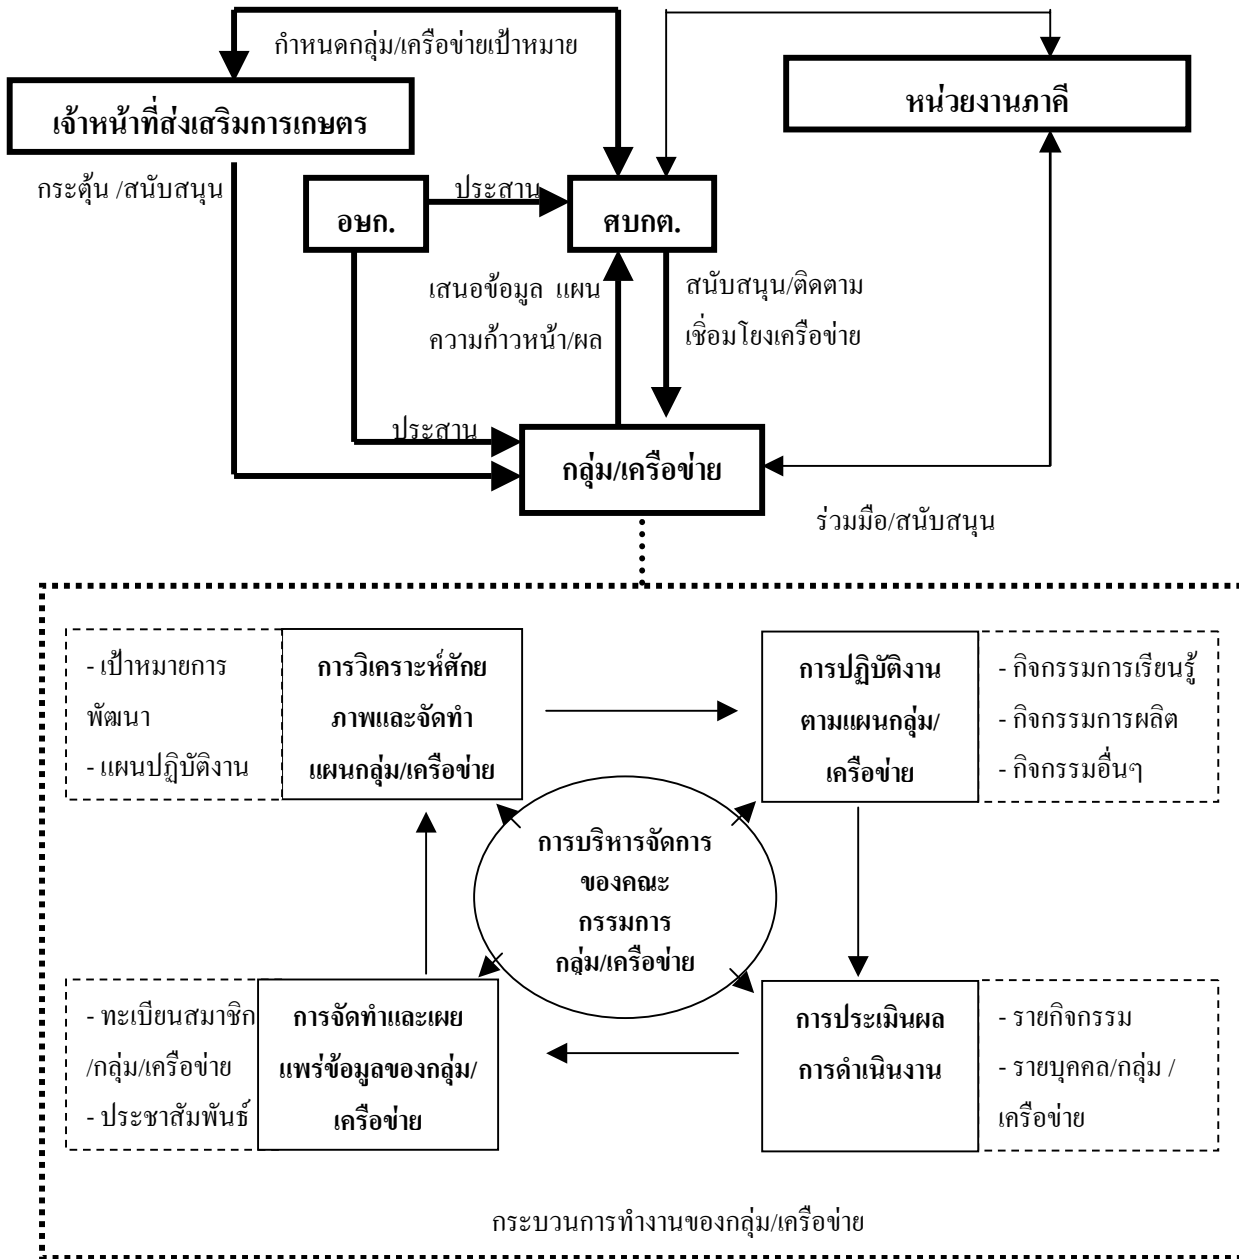 กำหนดกลุ่ม/เครือข่ายเป้าหมาย
เจ้าหน้าที่ส่งเสริมการเกษตร
หน่วยงานภาคี
กระตุ้น /สนับสนุน
ประสาน
อษก.
ศบกต.
เสนอข้อมูล แผน
ความก้าวหน้า/ผล
สนับสนุน/ติดตาม
เชื่อมโยงเครือข่าย
ประสาน
กลุ่ม/เครือข่าย
ร่วมมือ/สนับสนุน
- เป้าหมายการ
พัฒนา
- แผนปฏิบัติงาน
การวิเคราะห์ศักย
ภาพและจัดทำ
แผนกลุ่ม/เครือข่าย
การปฏิบัติงาน
ตามแผนกลุ่ม/
เครือข่าย
- กิจกรรมการเรียนรู้
- กิจกรรมการผลิต
- กิจกรรมอื่นๆ
การบริหารจัดการ
ของคณะ
กรรมการ
กลุ่ม/เครือข่าย
- ทะเบียนสมาชิก
/กลุ่ม/เครือข่าย
- ประชาสัมพันธ์
การจัดทำและเผย
แพร่ข้อมูลของกลุ่ม/
เครือข่าย
การประเมินผล
การดำเนินงาน
- รายกิจกรรม
- รายบุคคล/กลุ่ม /
เครือข่าย
กระบวนการทำงานของกลุ่ม/เครือข่าย